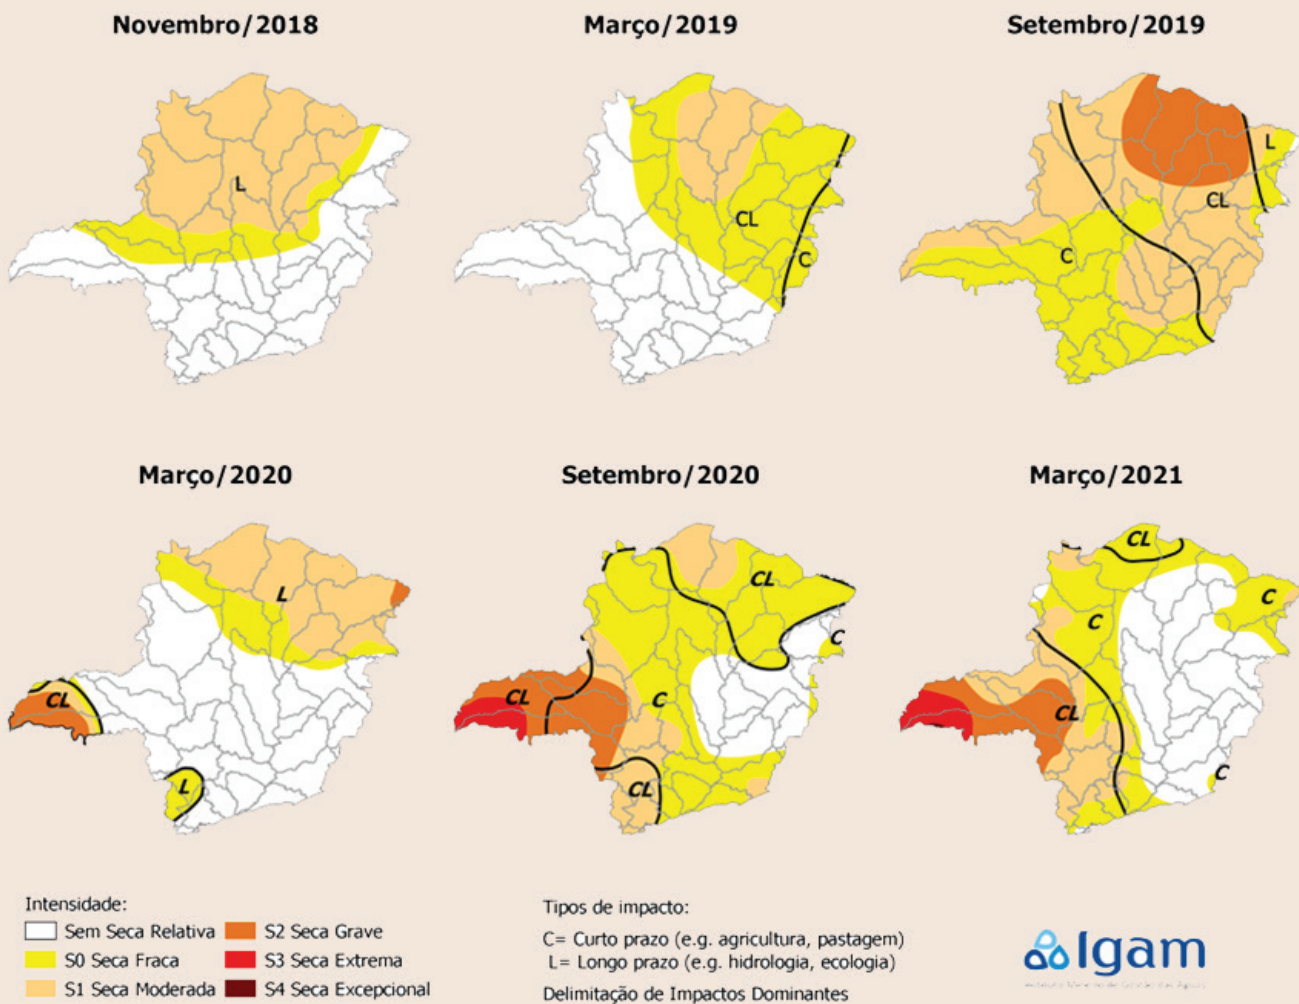 Novembro/2018
Março/2019
Setembro/2019
L
CL
C
L
CL
C
Março/2020
Setembro/2020
Março/2021
L
CL
L
CL
C
CL
C
CL
CL
C
C
CL
C
Intensidade:
Sem Seca Relativa
S0 Seca Fraca
S1 Seca Moderada
S2 Seca Grave
S3 Seca Extrema
S4 Seca Excepcional
Tipos de impacto:
C= Curto prazo (e.g. agricultura, pastagem)
L= Longo prazo (e.g. hidrologia, ecologia)
Delimitação de Impactos Dominantes
Igam